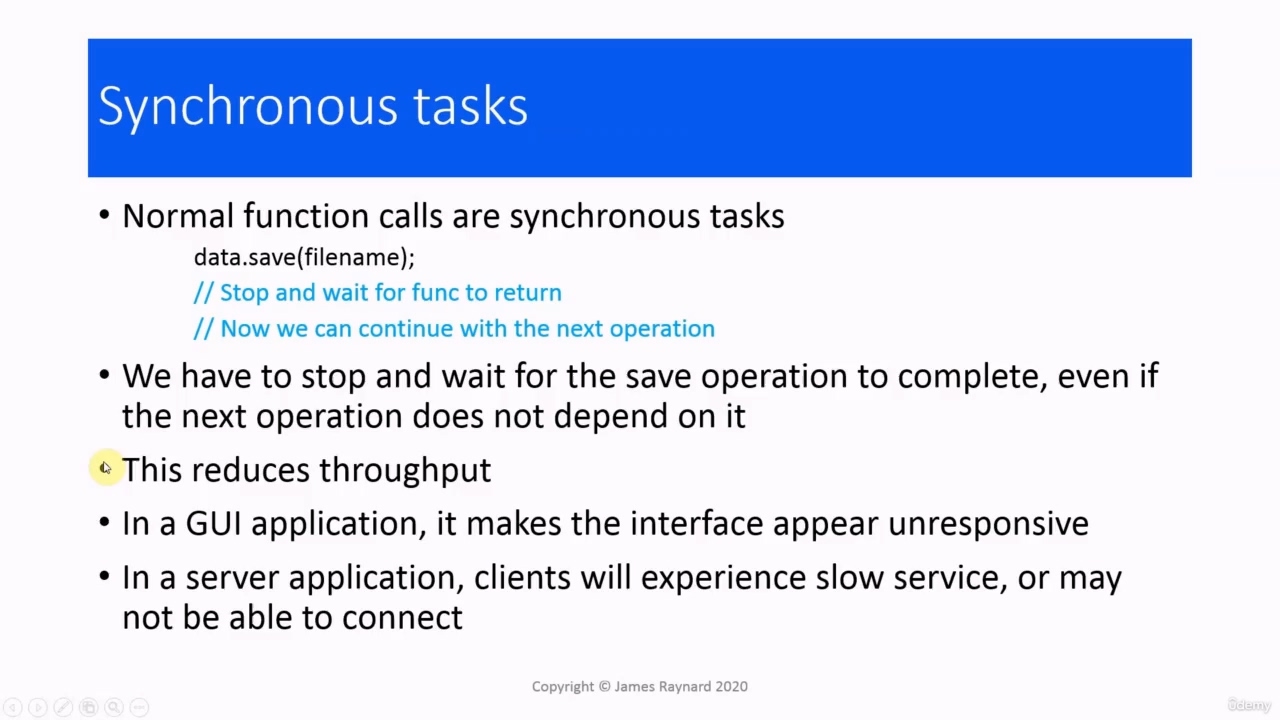 Synchronous tasks
• Normal function calls are synchronous tasks
data.save(filename);
// Stop and wait for func to return
// Now we can continue with the next operation
• We have to stop and wait for the save operation to complete, even if
the next operation does not depend on it
• This reduces throughput
• In a GUI application, it makes the interface appear unresponsive
• In a server application, clients will experience slow service, or may
not be able to connect
Copyright © James Raynard 2020
ûdemy